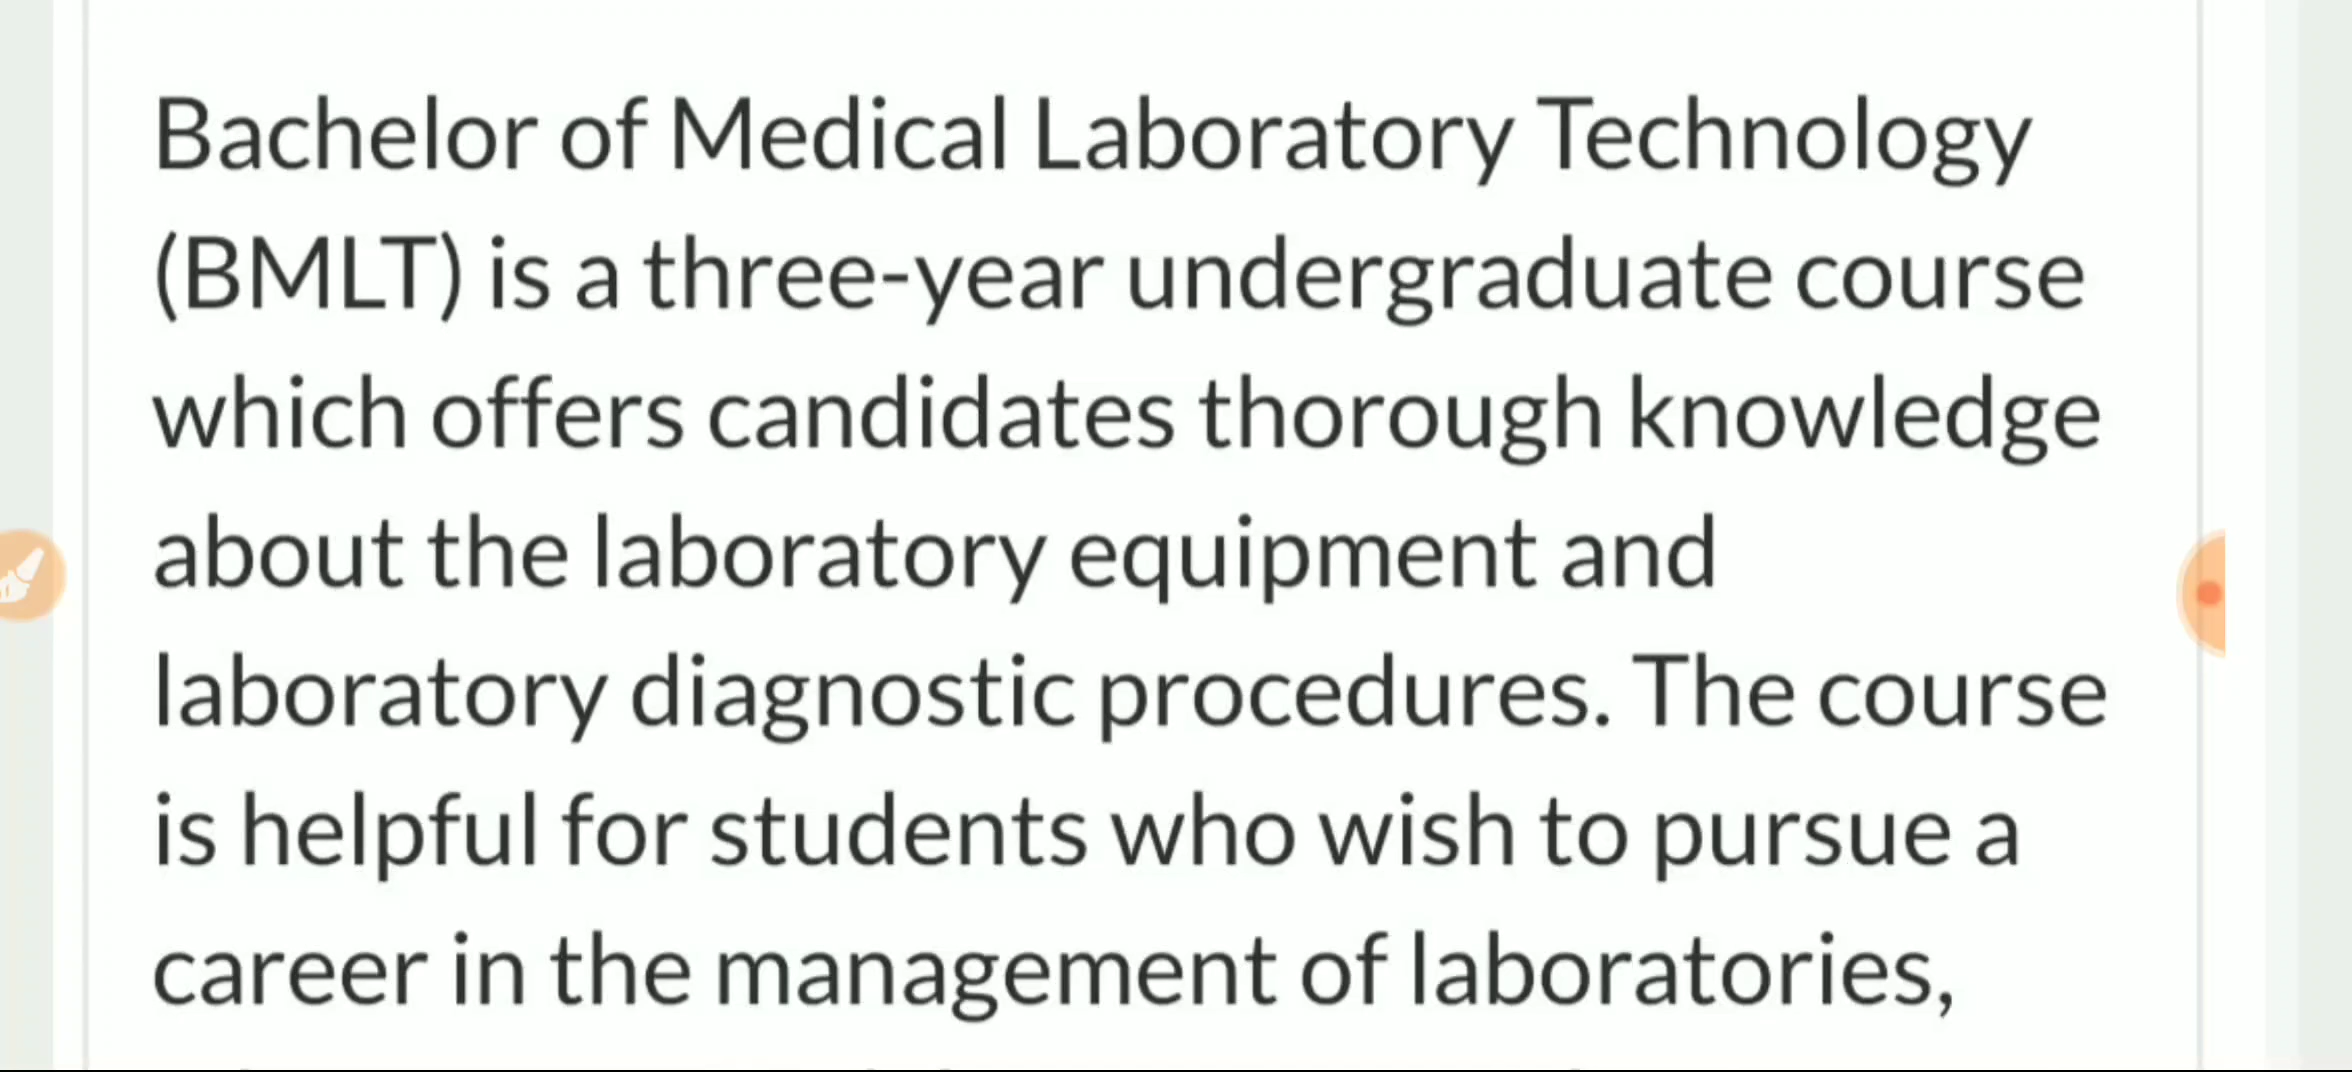 Bachelor of Medical Laboratory Technology
(BMLT) is a three-year undergraduate course
which offers candidates thorough knowledge
about the laboratory equipment and
laboratory diagnostic procedures. The course
is helpful for students who wish to pursue a
career in the management of laboratories,